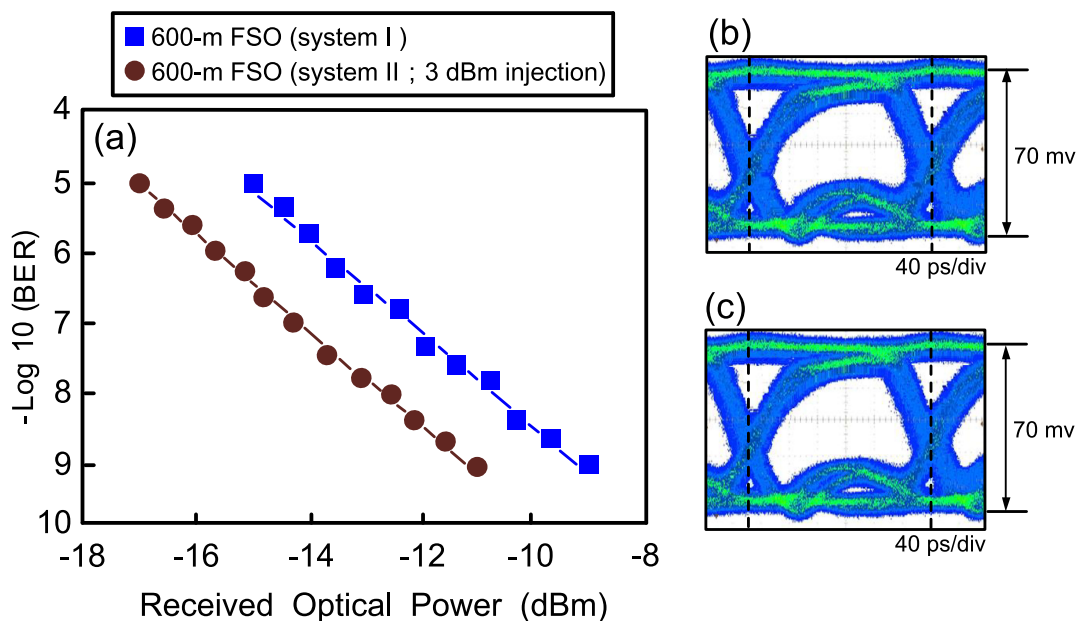 600-m FSO (system I )
600-m FSO (system II ; 3 dBm injection)
(a)
-Log 10 (BER)
4
5
6
7
8
9
10
-18
-16
-14
-12
-10
-8
Received Optical Power (dBm)
(b)
70 mv
40 ps/div
(c)
70 mv
40 ps/div